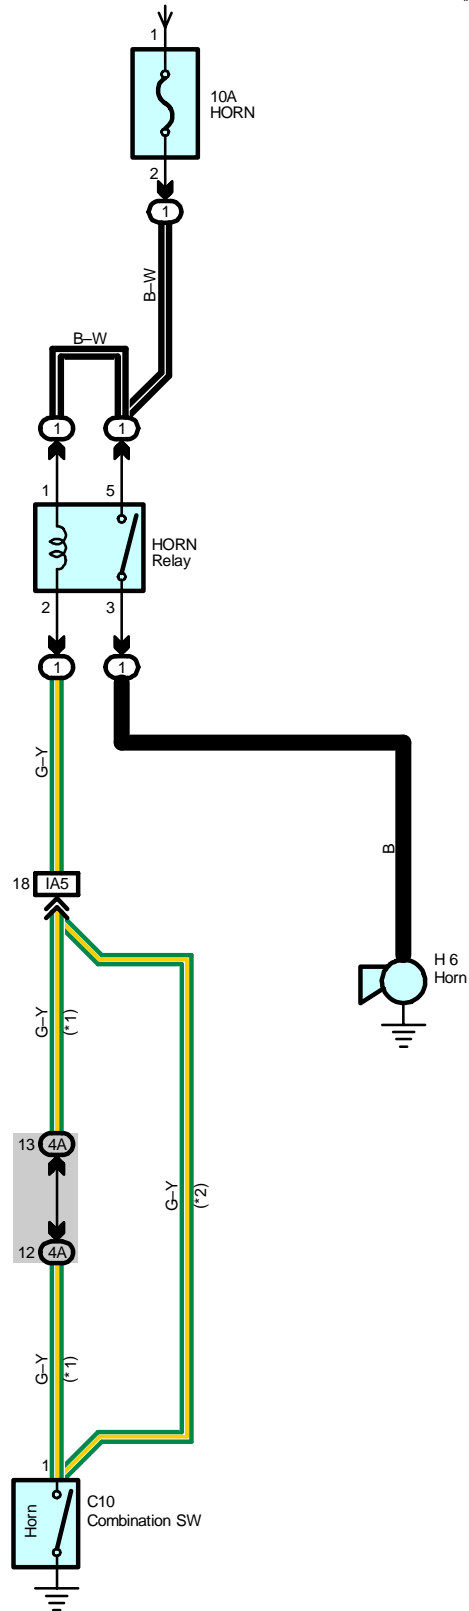 1
10A
HORN
2
1
B–W
B–W
1
1
1
5
HORN
Relay
2
3
1
1
G–Y
B
18
IA5
H 6
Horn
G–Y
(*1)
13
4A
G–Y
(*2)
12
4A
G–Y
(*1)
1
C10
Combination SW
Horn